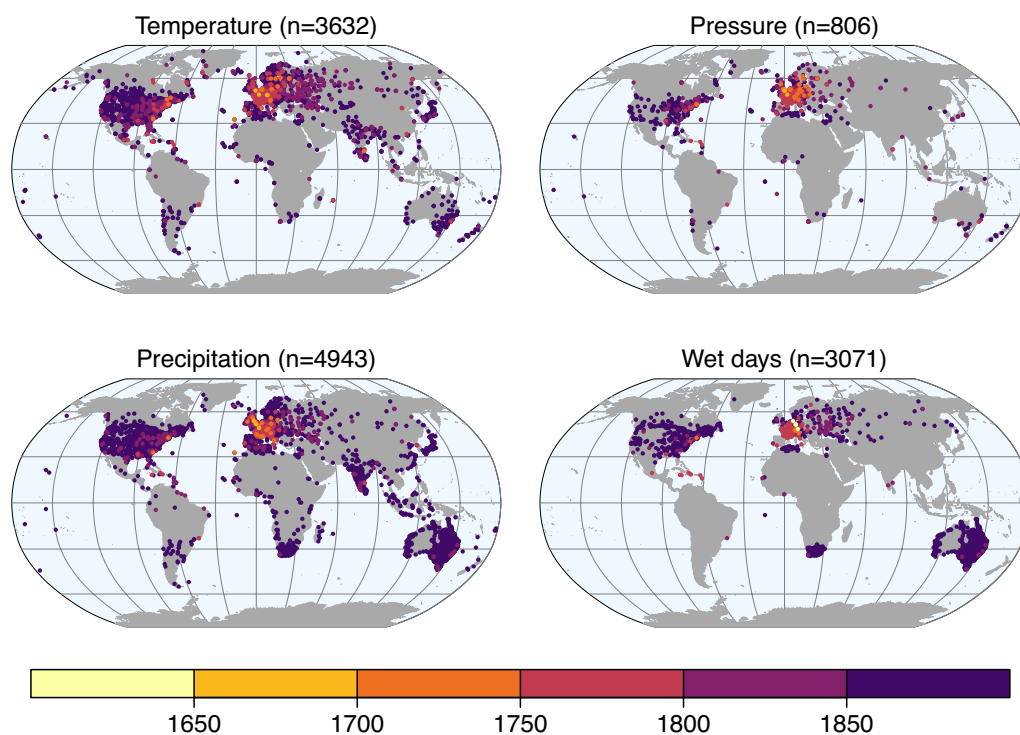 Temperature (n=3632)
Pressure (n=806)
Precipitation (n=4943)
Wet days (n=3071)
1650 1700 1750 1800 1850